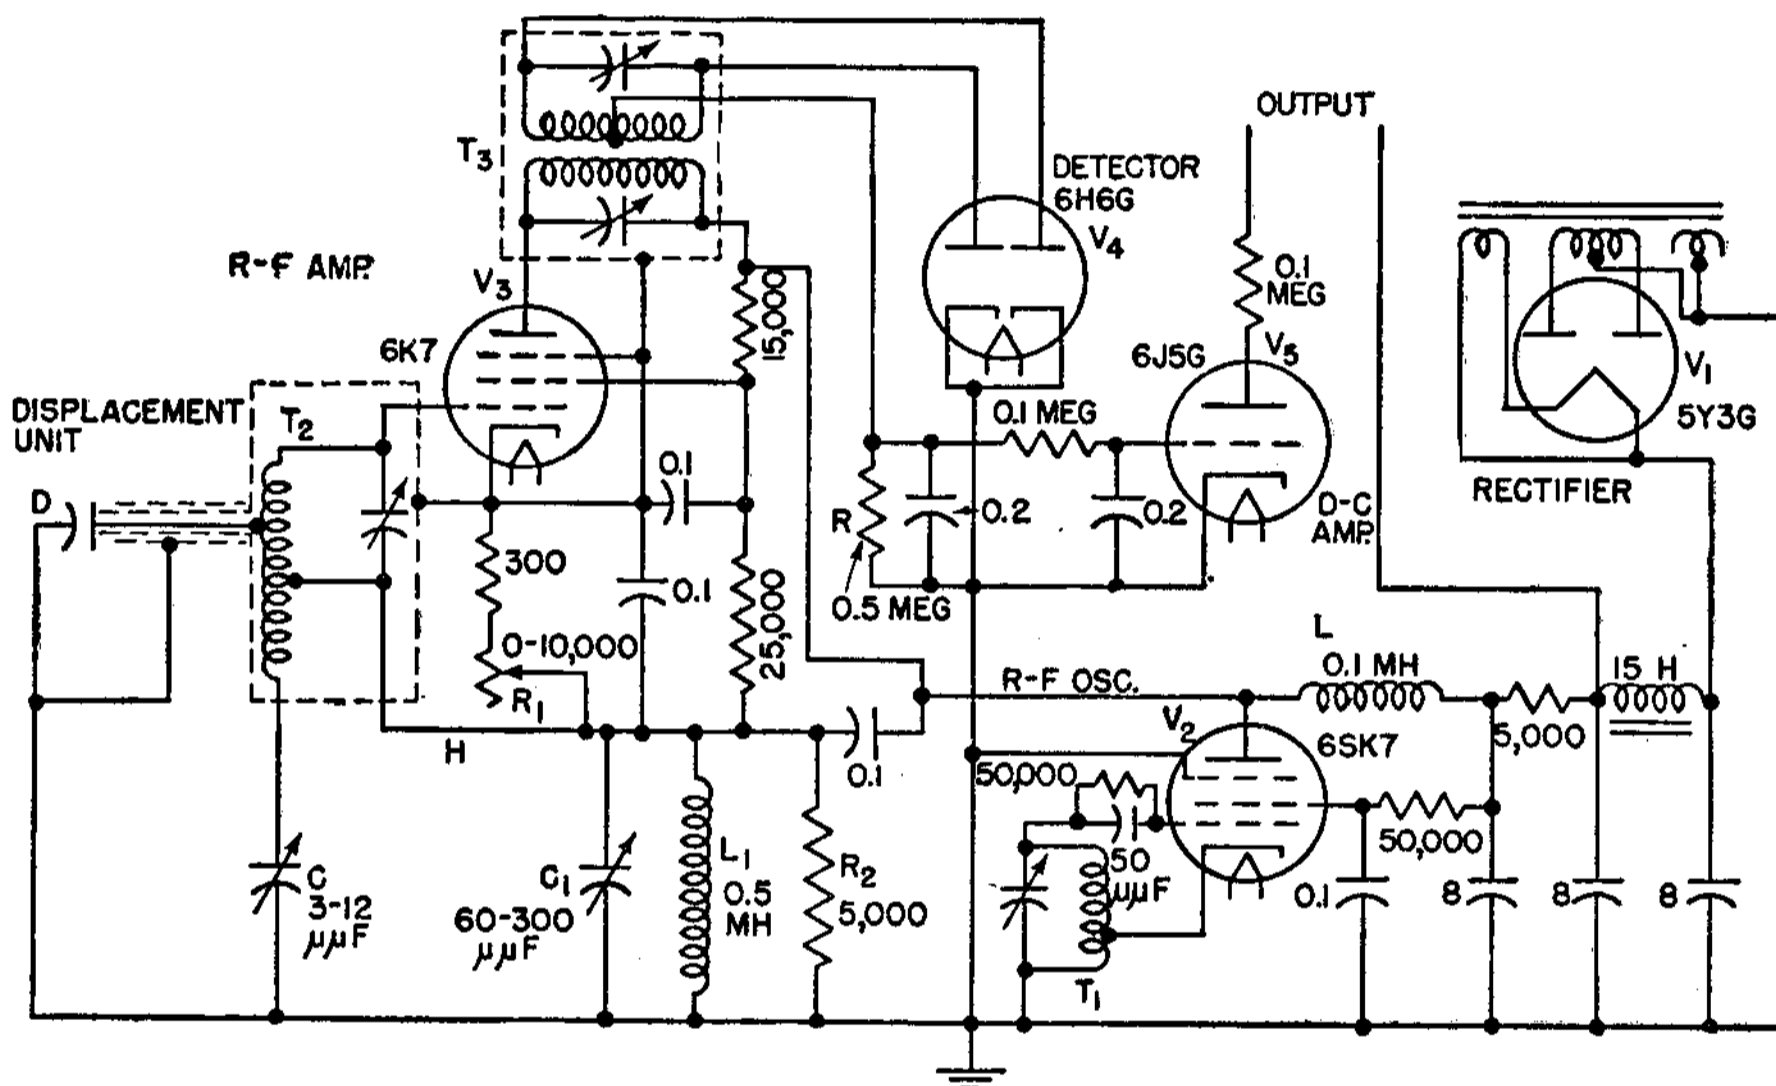 OUTPUT
T3
DETECTOR
6H6G
V4
R-F AMP.
V3
0.1
MEG
15,000
6K7
6J5G
V5
V1
5Y3G
DISPLACEMENT
UNIT
T2
0.1 MEG
D
0.1
R
0.2
0.2
D-C
AMP.
RECTIFIER
300
0.1
0.5 MEG
25,000
0-10,000
R1
L
0.1 MH
15 H
R-F OSC.
H
V2
6SK7
5,000
0.1
50,000
50,000
C
3-12
μμF
C1
60-300
μμF
L1
0.5
MH
R2
5,000
50
μμF
0.1
8
8
8
T1